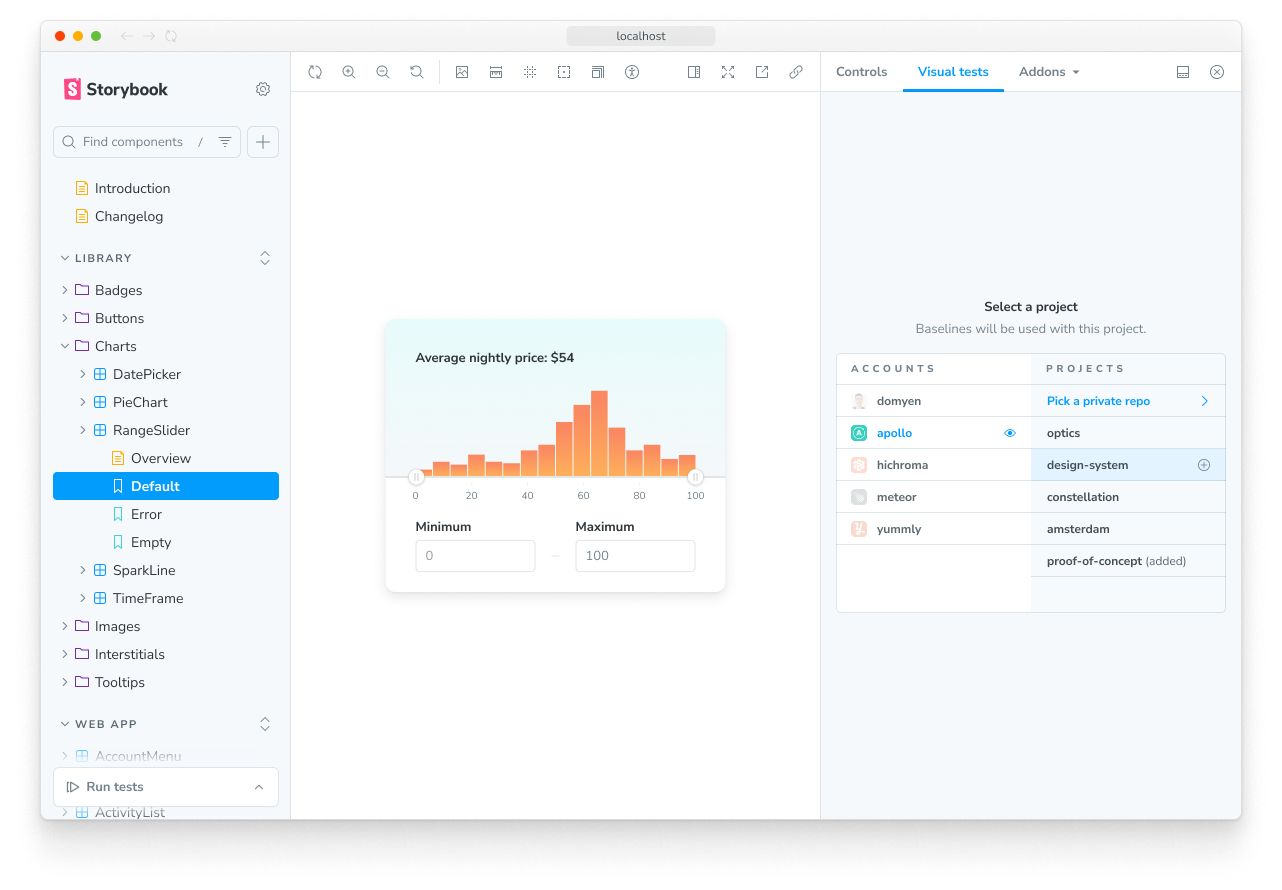 localhost
Storybook
Find components /
Introduction
Changelog
LIBRARY
Badges
Buttons
Charts
DatePicker
PieChart
RangeSlider
Overview
Default
Error
Empty
SparkLine
TimeFrame
Images
Interstitials
Tooltips
WEB APP
AccountMenu
Run tests
ActivityList
Average nightly price: $54
0 20 40 60 80 100
Minimum Maximum
0 – 100
Controls Visual tests Addons
Select a project
Baselines will be used with this project.
ACCOUNTS PROJECTS
domyen Pick a private repo
apollo optics
hichroma design-system
meteor constellation
yummly amsterdam
proof-of-concept (added)